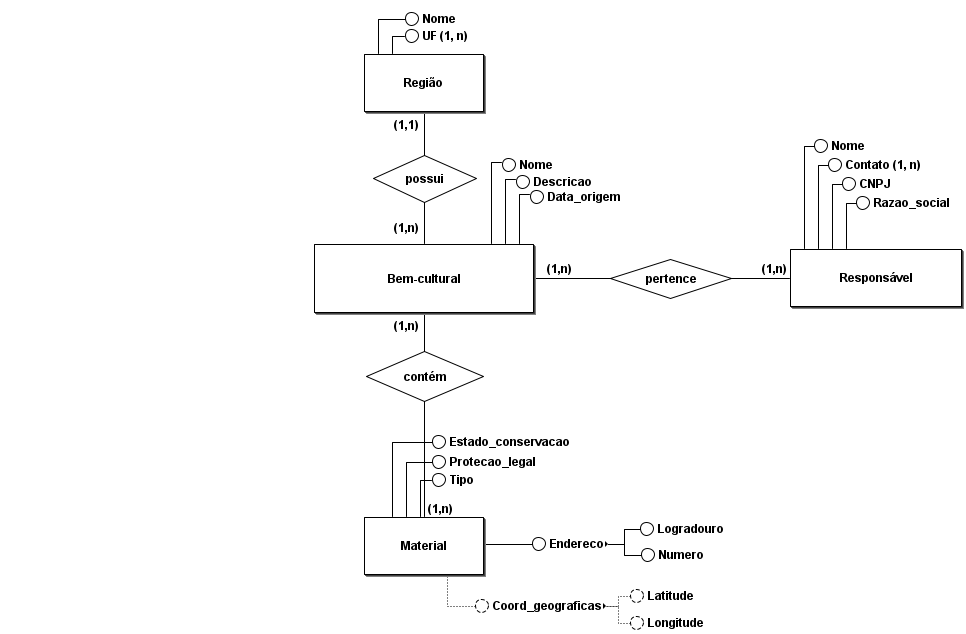 Nome
UF (1, n)
Região
(1,1)
possui
(1,n)
Nome
Descricao
Data_origem
Nome
Contato (1, n)
CNPJ
Razao_social
Bem-cultural
(1,n)
pertence
(1,n)
Responsável
(1,n)
contém
Estado_conservacao
Protecao_legal
Tipo
(1,n)
Material
Endereco
Logradouro
Numero
Coord_geograficas
Latitude
Longitude